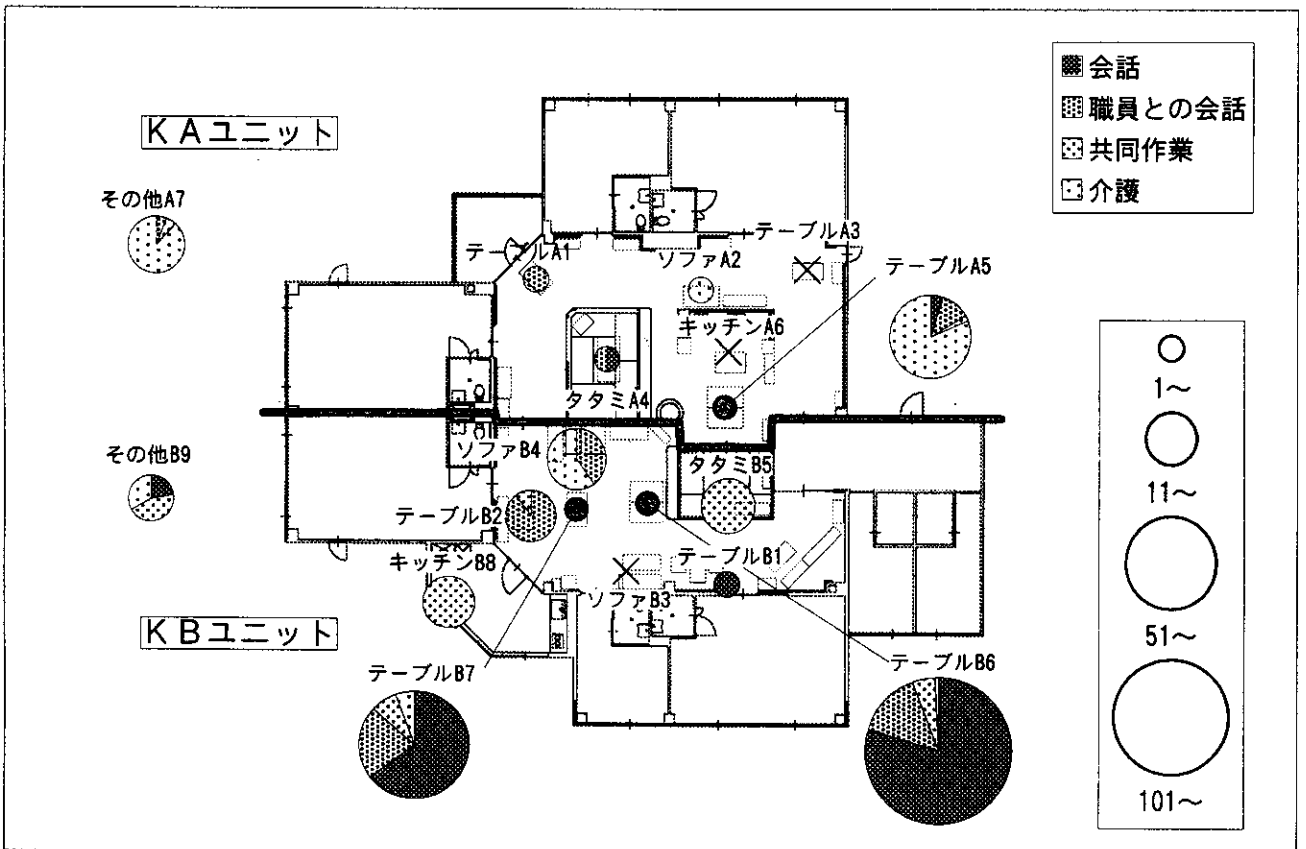 会話
職員との会話
共同作業
介護
KAユニット
その他A7
テーブルA1
ソファA2
テーブルA3
テーブルA5
キッチンA6
タタミA4
1～
11～
51～
101～
その他B9
ソファB4
タタミB5
テーブルB2
テーブルB1
キッチンB8
ソファB3
KBユニット
テーブルB7
テーブルB6